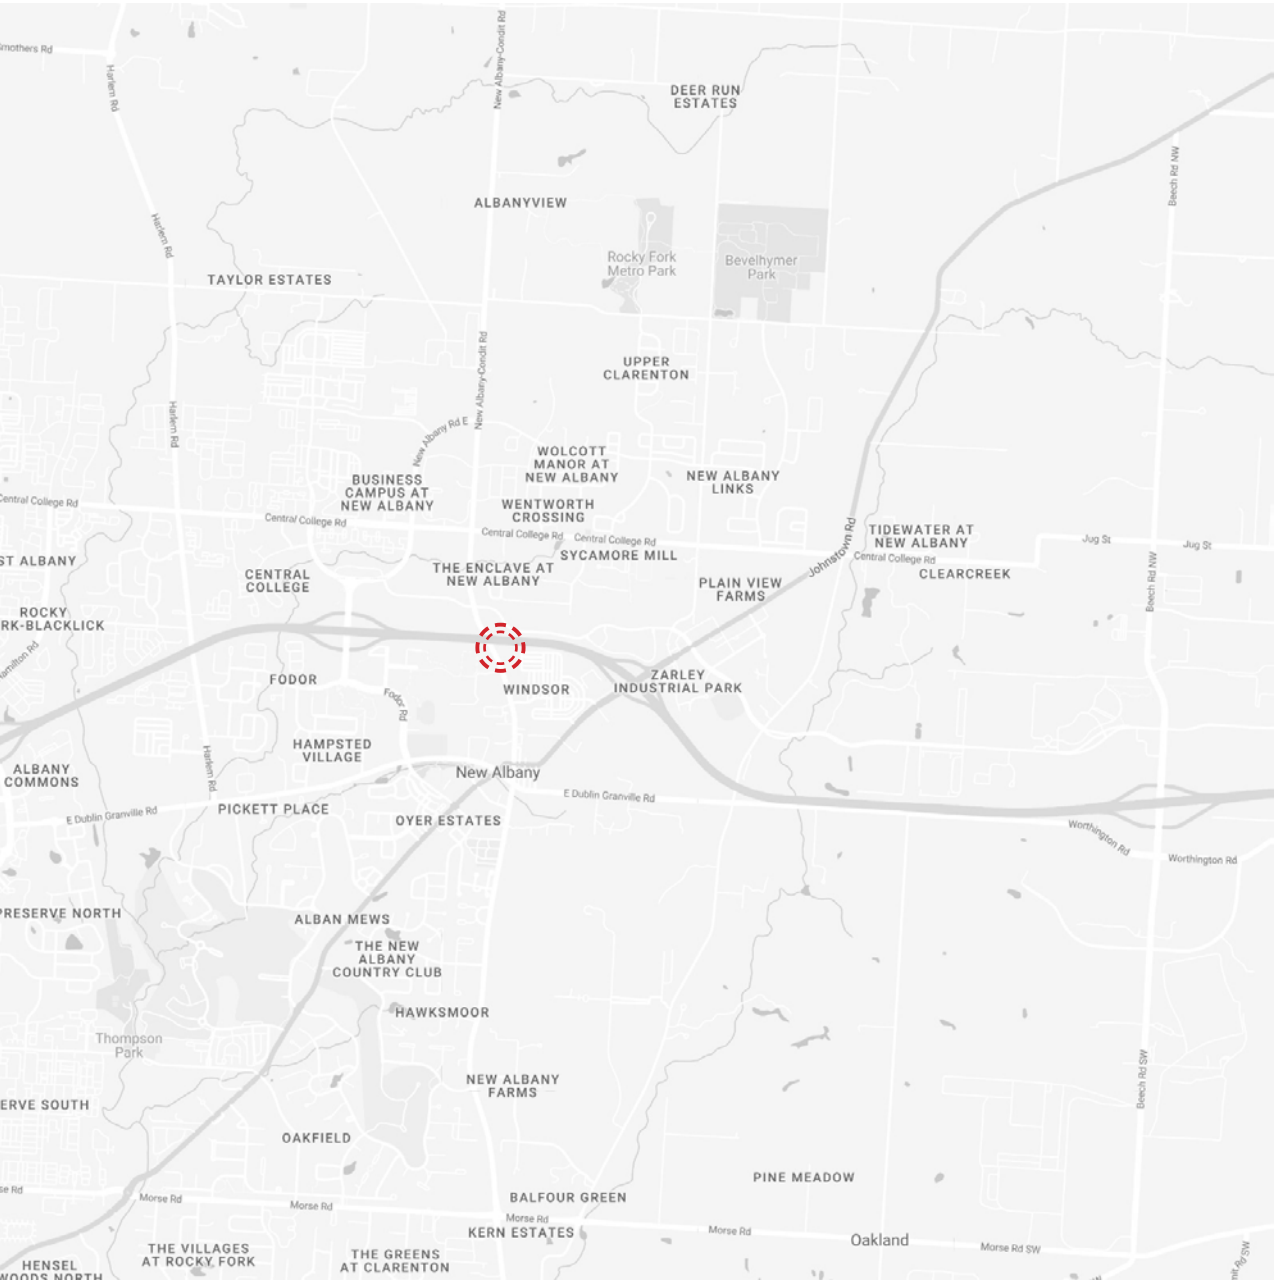 New Albany-Condit Rd
Smothers Rd
Harlem Rd
DEER RUN
ESTATES
Beech Rd NW
ALBANYVIEW
Harlem Rd
Rocky Fork
Metro Park
Bevelhymer
Park
TAYLOR ESTATES
New Albany-Condit Rd
UPPER
CLARENTON
Harlem Rd
New Albany Rd E
WOLCOTT
MANOR AT
NEW ALBANY
NEW ALBANY
LINKS
BUSINESS
CAMPUS AT
NEW ALBANY
Central College Rd
WENTWORTH
CROSSING
Central College Rd
Central College Rd
Central College Rd
SYCAMORE MILL
Johnstown Rd
TIDEWATER AT
NEW ALBANY
Central College Rd
CLEARCREEK
Jug St
Jug St
ST ALBANY
CENTRAL
COLLEGE
THE ENCLAVE AT
NEW ALBANY
PLAIN VIEW
FARMS
Beech Rd NW
ROCKY
RK-BLACKLICK
Hamilton Rd
FODOR
Fodor Rd
WINDSOR
ZARLEY
INDUSTRIAL PARK
HAMPSTED
VILLAGE
Harlem Rd
ALBANY
COMMONS
New Albany
E Dublin Granville Rd
E Dublin Granville Rd
PICKETT PLACE
OYER ESTATES
Worthington Rd
Worthington Rd
PRESERVE NORTH
ALBAN MEWS
THE NEW
ALBANY
COUNTRY CLUB
HAWKSMOOR
Thompson
Park
NEW ALBANY
FARMS
Beech Rd SW
ERVE SOUTH
OAKFIELD
PINE MEADOW
se Rd
Morse Rd
Morse Rd
BALFOUR GREEN
Morse Rd
KERN ESTATES
Morse Rd
Oakland
Morse Rd SW
THE VILLAGES
AT ROCKY FORK
THE GREENS
AT CLARENTON
HENSEL
WOODS NORTH